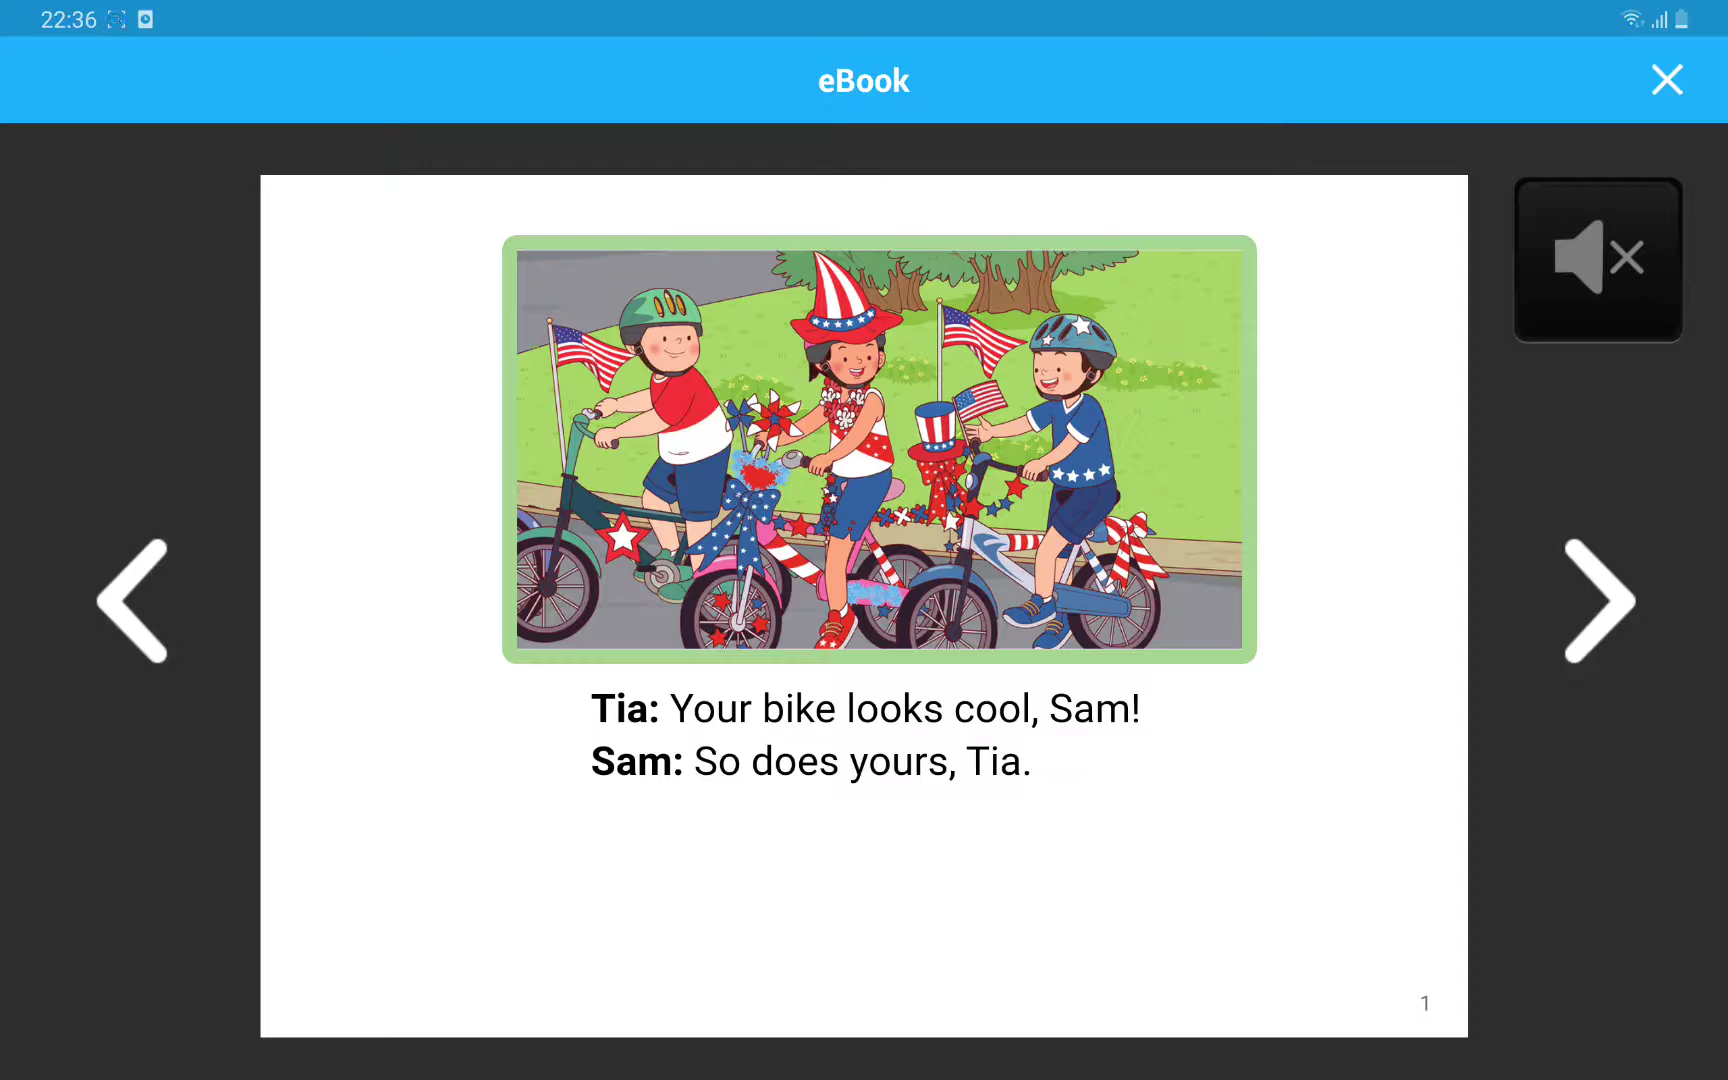 22:36
eBook
Tia: Your bike looks cool, Sam!
Sam: So does yours, Tia.
1